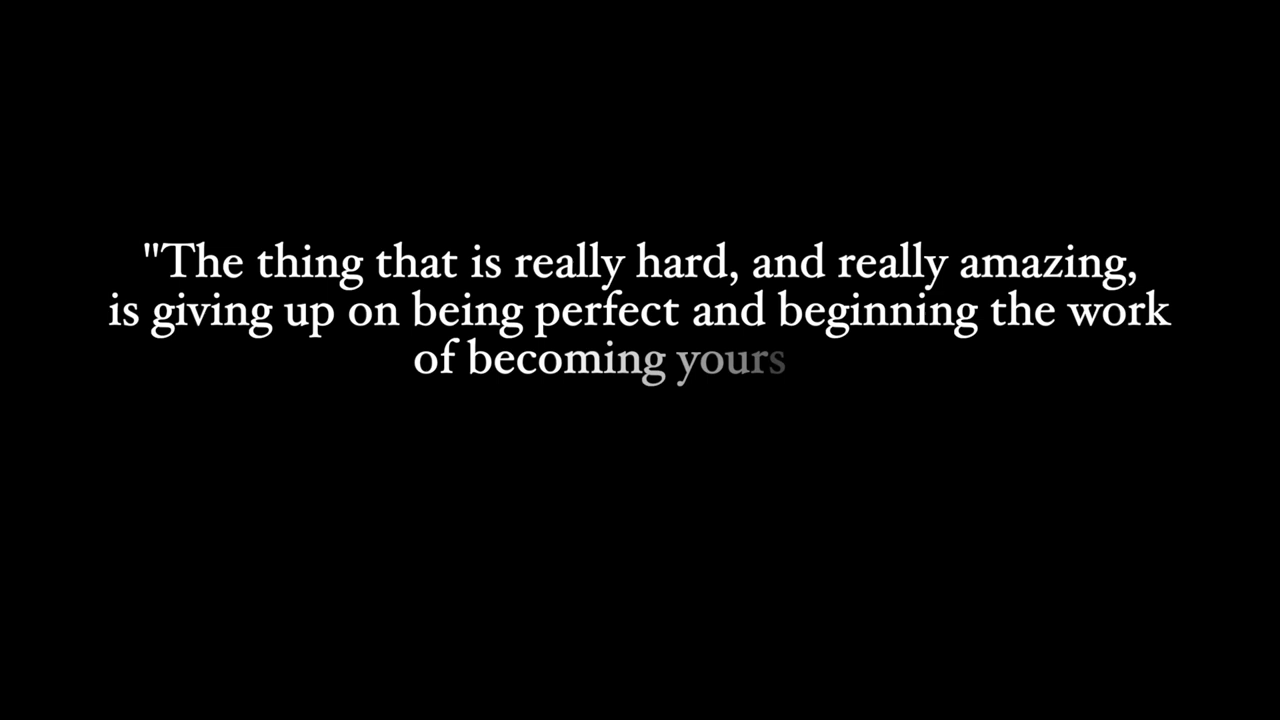 "The thing that is really hard, and really amazing,
is giving up on being perfect and beginning the work
of becoming yours